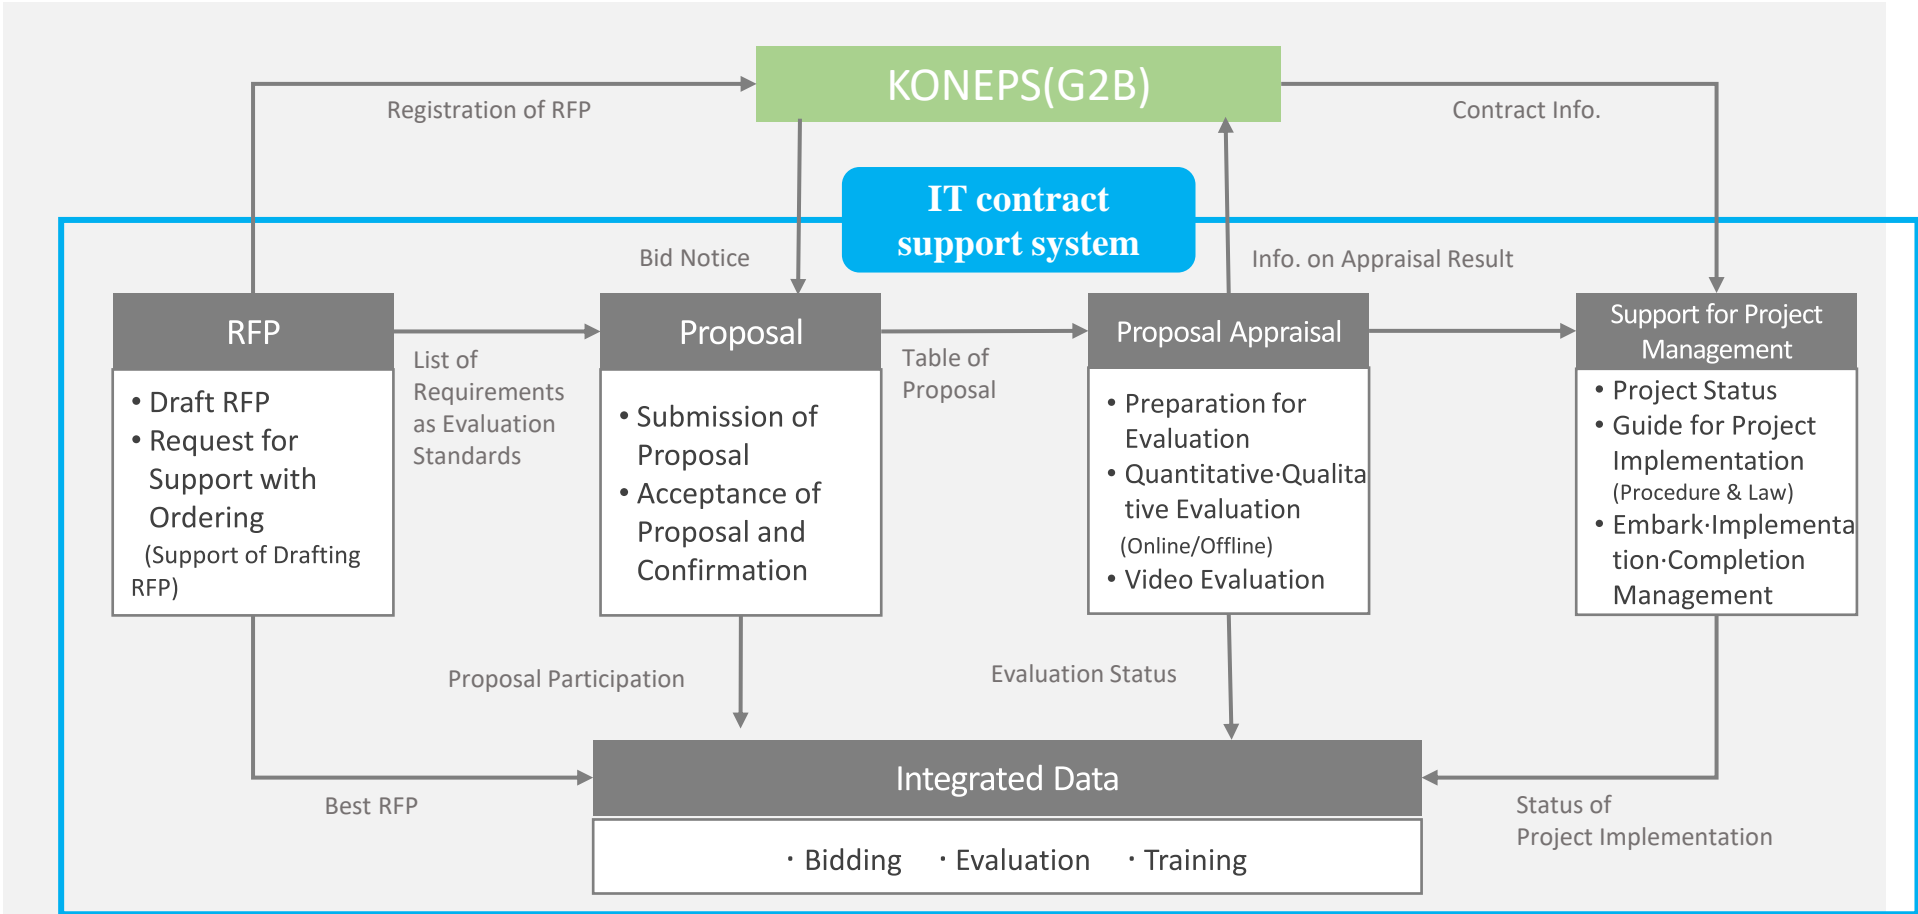 KONEPS(G2B)
Registration of RFP
Contract Info.
IT contract
support system
Bid Notice
Info. on Appraisal Result
RFP
• Draft RFP
• Request for
Support with
Ordering
(Support of Drafting
RFP)
List of
Requirements
as Evaluation
Standards
Proposal
• Submission of
Proposal
• Acceptance of
Proposal and
Confirmation
Table of
Proposal
Proposal Appraisal
• Preparation for
Evaluation
• Quantitative·Qualita
tive Evaluation
(Online/Offline)
• Video Evaluation
Support for Project
Management
• Project Status
• Guide for Project
Implementation
(Procedure & Law)
• Embark·Implementa
tion·Completion
Management
Proposal Participation
Evaluation Status
Best RFP
Integrated Data
· Bidding · Evaluation · Training
Status of
Project Implementation